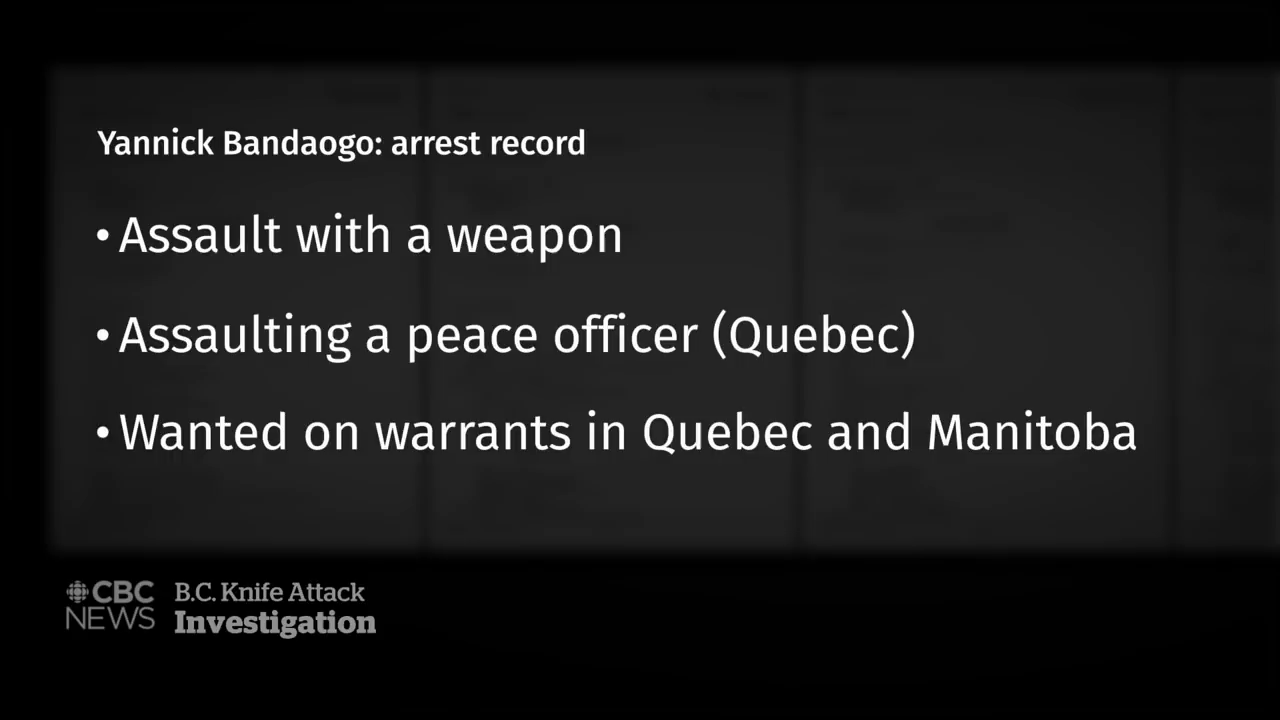 Yannick Bandaogo: arrest record
• Assault with a weapon
• Assaulting a peace officer (Quebec)
• Wanted on warrants in Quebec and Manitoba
CBC NEWS
B.C. Knife Attack
Investigation